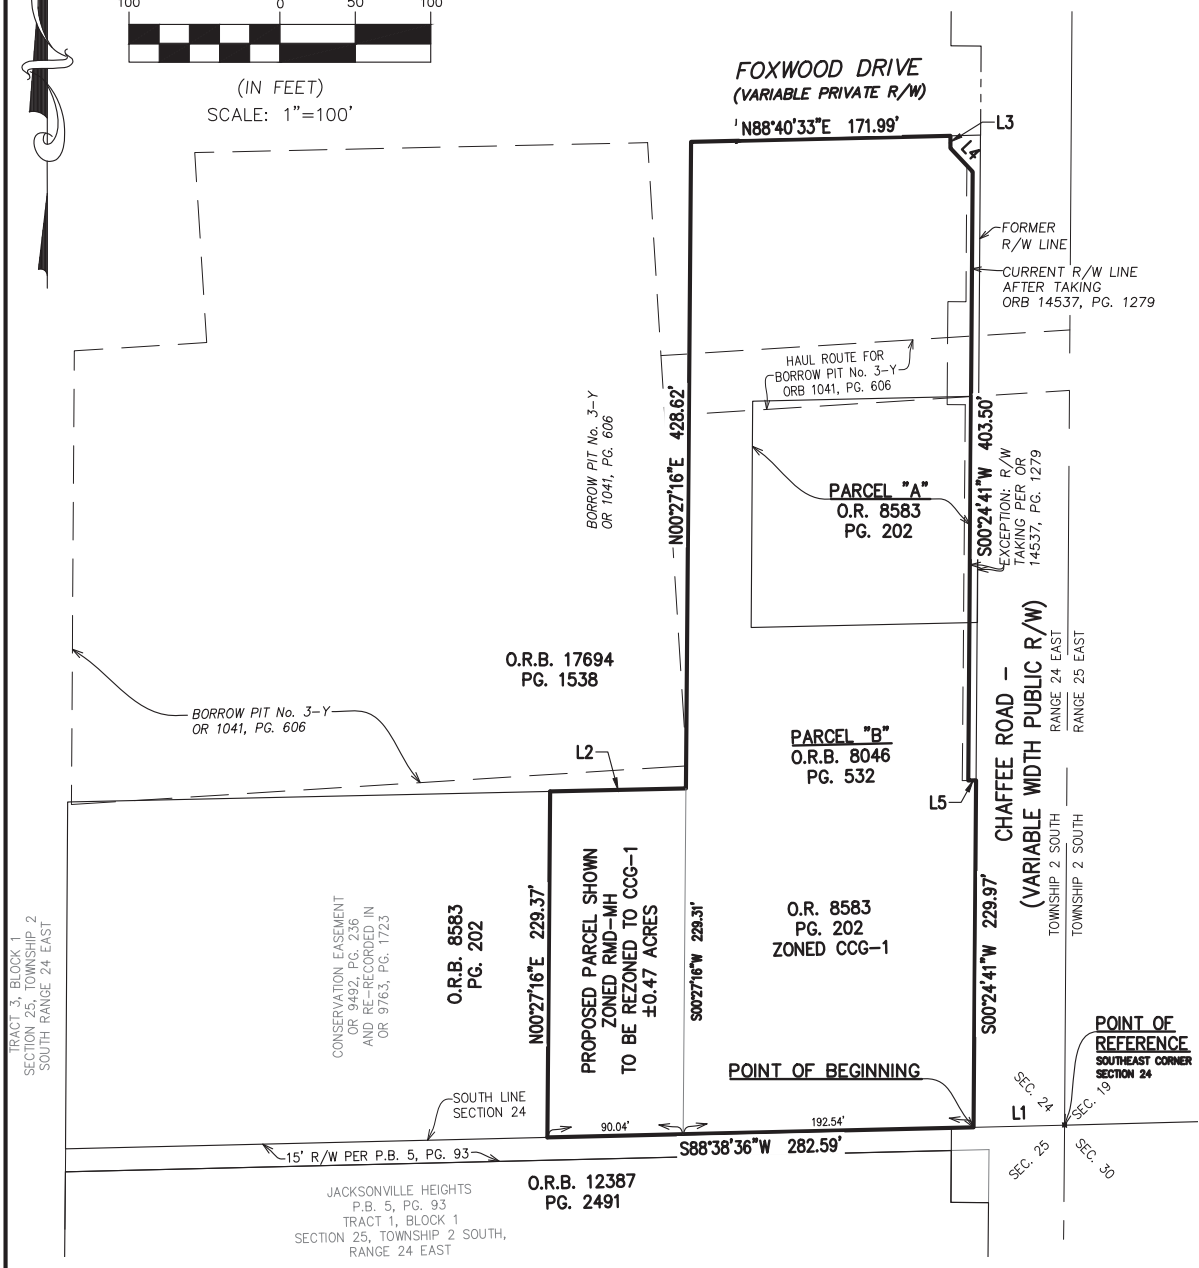 100 0 50 100
(IN FEET)
SCALE: 1"=100'
FOXWOOD DRIVE
(VARIABLE PRIVATE R/W)
N88°40'33"E 171.99'
L3
L4
FORMER
R/W LINE
CURRENT R/W LINE
AFTER TAKING
ORB 14537, PG. 1279
HAUL ROUTE FOR
BORROW PIT No. 3-Y
ORB 1041, PG. 606
BORROW PIT No. 3-Y
OR 1041, PG. 606
N00°27'16"E 428.62'
S00°24'41"W 403.50'
EXCEPTION: R/W
TAKING PER OR
14537, PG. 1279
PARCEL "A"
O.R. 8583
PG. 202
O.R.B. 17694
PG. 1538
BORROW PIT No. 3-Y
OR 1041, PG. 606
L2
PARCEL "B"
O.R.B. 8046
PG. 532
L5
CHAFFEE ROAD -
(VARIABLE WIDTH PUBLIC R/W)
RANGE 24 EAST
RANGE 25 EAST
TOWNSHIP 2 SOUTH
TOWNSHIP 2 SOUTH
TRACT 3, BLOCK 1
SECTION 25, TOWNSHIP 2
SOUTH RANGE 24 EAST
CONSERVATION EASEMENT
OR 9492, PG. 236
AND RE-RECORDED IN
OR 9763, PG. 1723
O.R.B. 8583
PG. 202
N00°27'16"E 229.37'
PROPOSED PARCEL SHOWN
ZONED RMD-MH
TO BE REZONED TO CCG-1
±0.47 ACRES
S00°27'16"W 229.31'
O.R. 8583
PG. 202
ZONED CCG-1
S00°24'41"W 229.97'
POINT OF
REFERENCE
SOUTHEAST CORNER
SECTION 24
POINT OF BEGINNING
SEC. 24
SEC. 19
L1
SEC. 25
SEC. 30
SOUTH LINE
SECTION 24
90.04'
192.54'
S88°38'36"W 282.59'
15' R/W PER P.B. 5, PG. 93
O.R.B. 12387
PG. 2491
JACKSONVILLE HEIGHTS
P.B. 5, PG. 93
TRACT 1, BLOCK 1
SECTION 25, TOWNSHIP 2 SOUTH,
RANGE 24 EAST